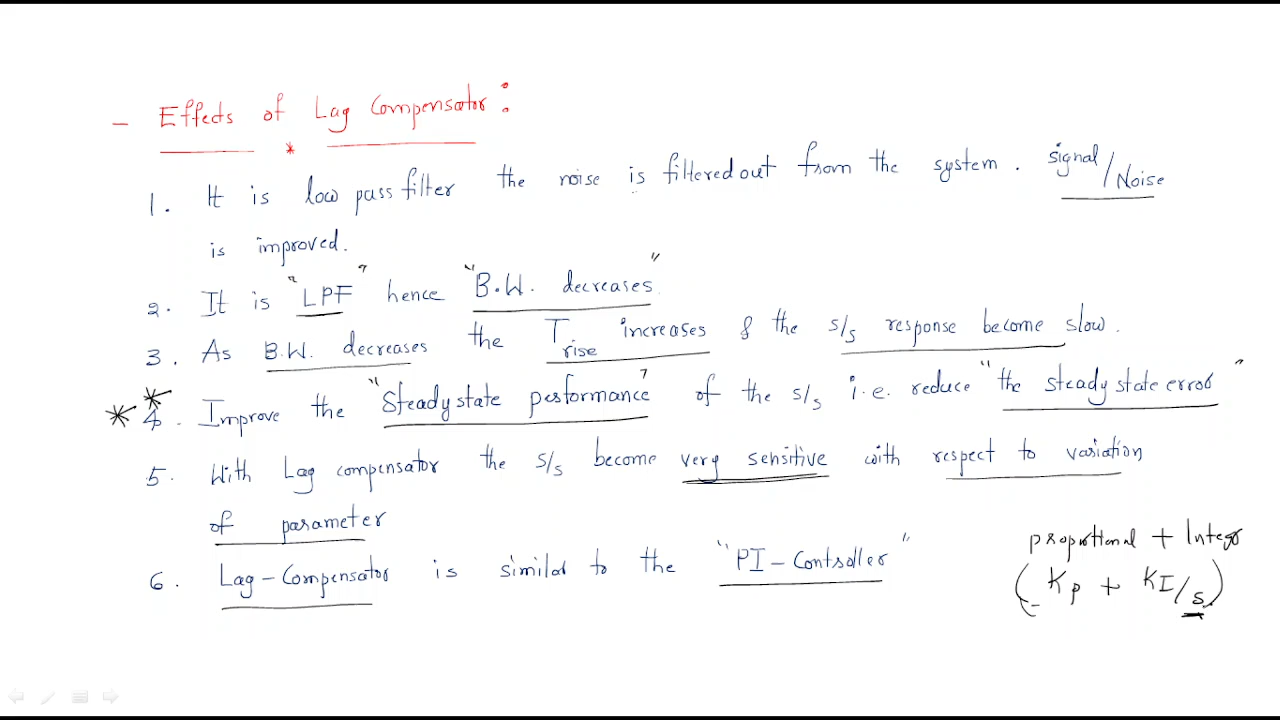 - Effects of Lag Compensator :
1. It is low pass filter the noise is filtered out from the system. signal/Noise
is improved.
2. It is "LPF" hence "B.W. decreases"
3. As B.W. decreases the Trise increases & the s/s response become slow.
4. Improve the "Steady state performance" of the s/s i.e. reduce "the steady state error"
5. With Lag compensator the s/s become very sensitive with respect to variation
of parameter
6. Lag-Compensator is similar to the "PI-Controller"
proportional + Integr
(Kp + KI/s)